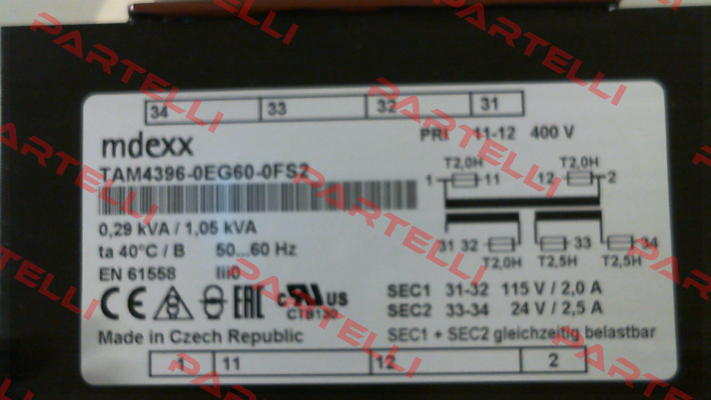 34 33 32 31
mdexx
PRI 11-12 400 V
TAM4396-0EG60-0FS2
T2,0H T2,0H
1 11 12 2
0,29 kVA / 1,05 kVA
31 32 33 34
ta 40°C / B 50...60 Hz
T2,0H T2,5H T2,5H
EN 61558
SEC1 31-32 115 V / 2,0 A
CE EAC C UL US
SEC2 33-34 24 V / 2,5 A
CTB130
Made in Czech Republic
SEC1 + SEC2 gleichzeitig belastbar
1 11 12 2
PARTELLI